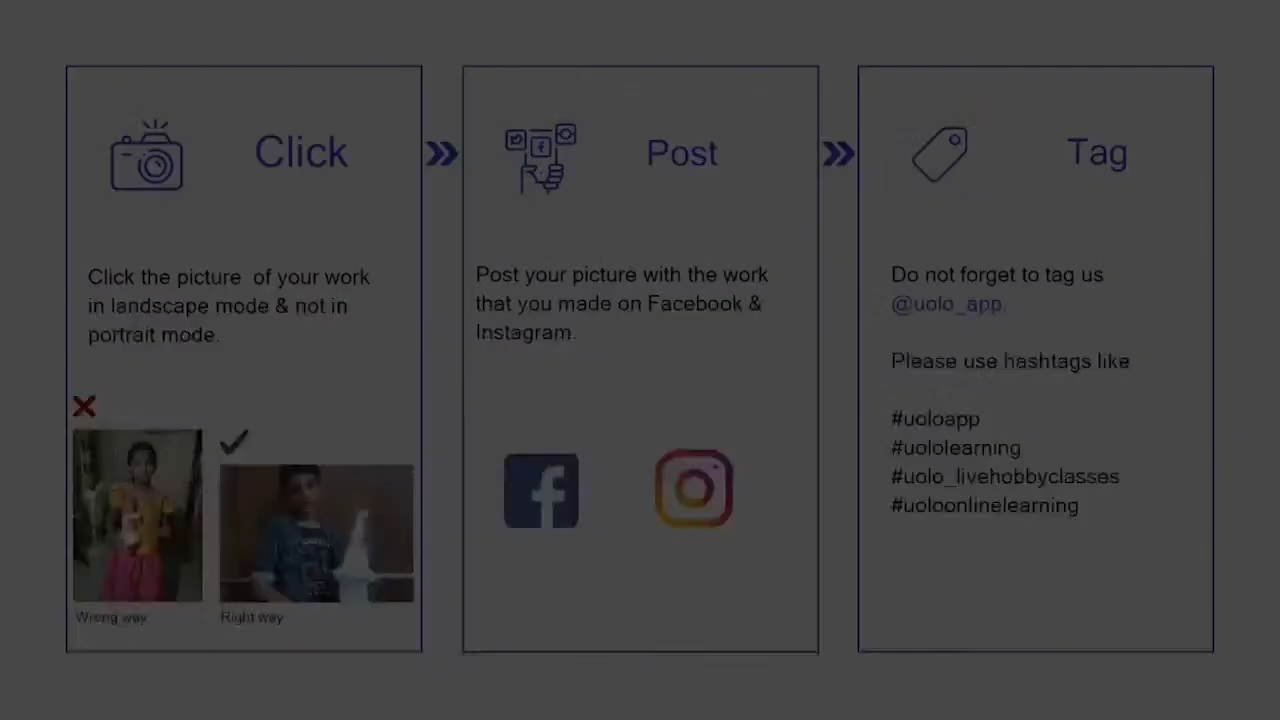 Click
Click the picture of your work
in landscape mode & not in
portrait mode.
Wrong way
Right way
Post
Post your picture with the work
that you made on Facebook &
Instagram.
Tag
Do not forget to tag us
@uolo_app
Please use hashtags like
#uoloapp
#uololearning
#uolo_livehobbyclasses
#uoloonlinelearning